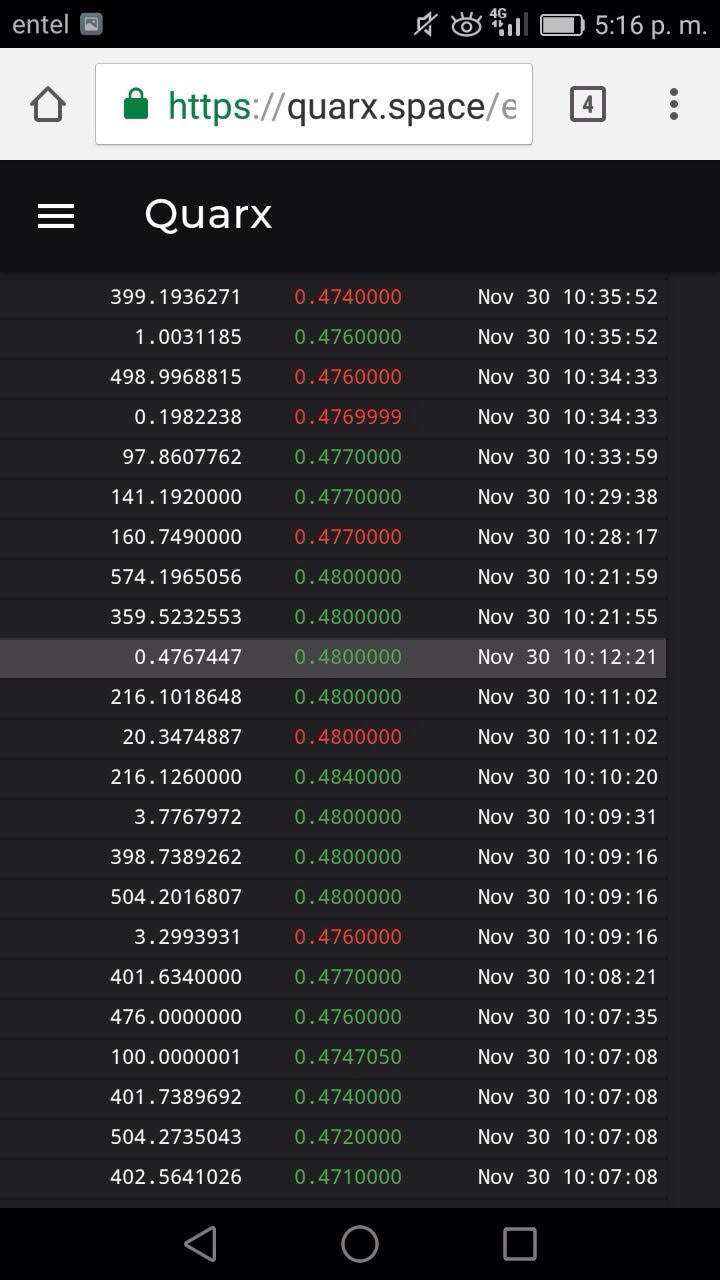 entel 4G 5:16 p. m.
https://quarx.space/e 4
Quarx
399.1936271 0.4740000 Nov 30 10:35:52
1.0031185 0.4760000 Nov 30 10:35:52
498.9968815 0.4760000 Nov 30 10:34:33
0.1982238 0.4769999 Nov 30 10:34:33
97.8607762 0.4770000 Nov 30 10:33:59
141.1920000 0.4770000 Nov 30 10:29:38
160.7490000 0.4770000 Nov 30 10:28:17
574.1965056 0.4800000 Nov 30 10:21:59
359.5232553 0.4800000 Nov 30 10:21:55
0.4767447 0.4800000 Nov 30 10:12:21
216.1018648 0.4800000 Nov 30 10:11:02
20.3474887 0.4800000 Nov 30 10:11:02
216.1260000 0.4840000 Nov 30 10:10:20
3.7767972 0.4800000 Nov 30 10:09:31
398.7389262 0.4800000 Nov 30 10:09:16
504.2016807 0.4800000 Nov 30 10:09:16
3.2993931 0.4760000 Nov 30 10:09:16
401.6340000 0.4770000 Nov 30 10:08:21
476.0000000 0.4760000 Nov 30 10:07:35
100.0000001 0.4747050 Nov 30 10:07:08
401.7389692 0.4740000 Nov 30 10:07:08
504.2735043 0.4720000 Nov 30 10:07:08
402.5641026 0.4710000 Nov 30 10:07:08